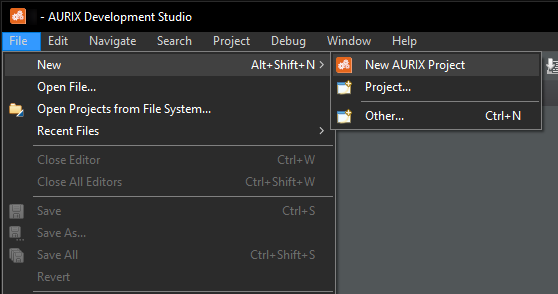 - AURIX Development Studio
File Edit Navigate Search Project Debug Window Help
New Alt+Shift+N
New AURIX Project
Open File...
Project...
Open Projects from File System...
Other... Ctrl+N
Recent Files
Close Editor Ctrl+W
Close All Editors Ctrl+Shift+W
Save Ctrl+S
Save As...
Save All Ctrl+Shift+S
Revert